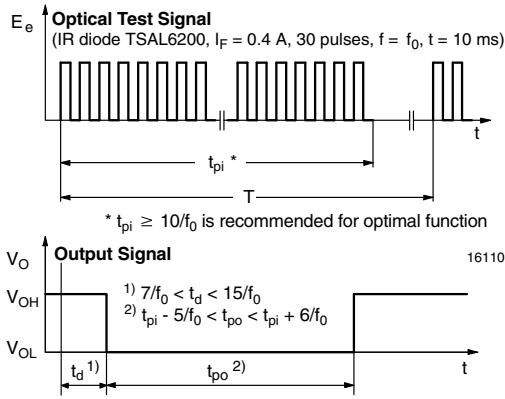 E_e Optical Test Signal
(IR diode TSAL6200, I_F = 0.4 A, 30 pulses, f = f_0, t = 10 ms)
t
t_pi *
T
* t_pi ≥ 10/f_0 is recommended for optimal function
V_O Output Signal 16110
V_OH
1) 7/f_0 < t_d < 15/f_0
2) t_pi - 5/f_0 < t_po < t_pi + 6/f_0
V_OL
t_d 1) t_po 2) t